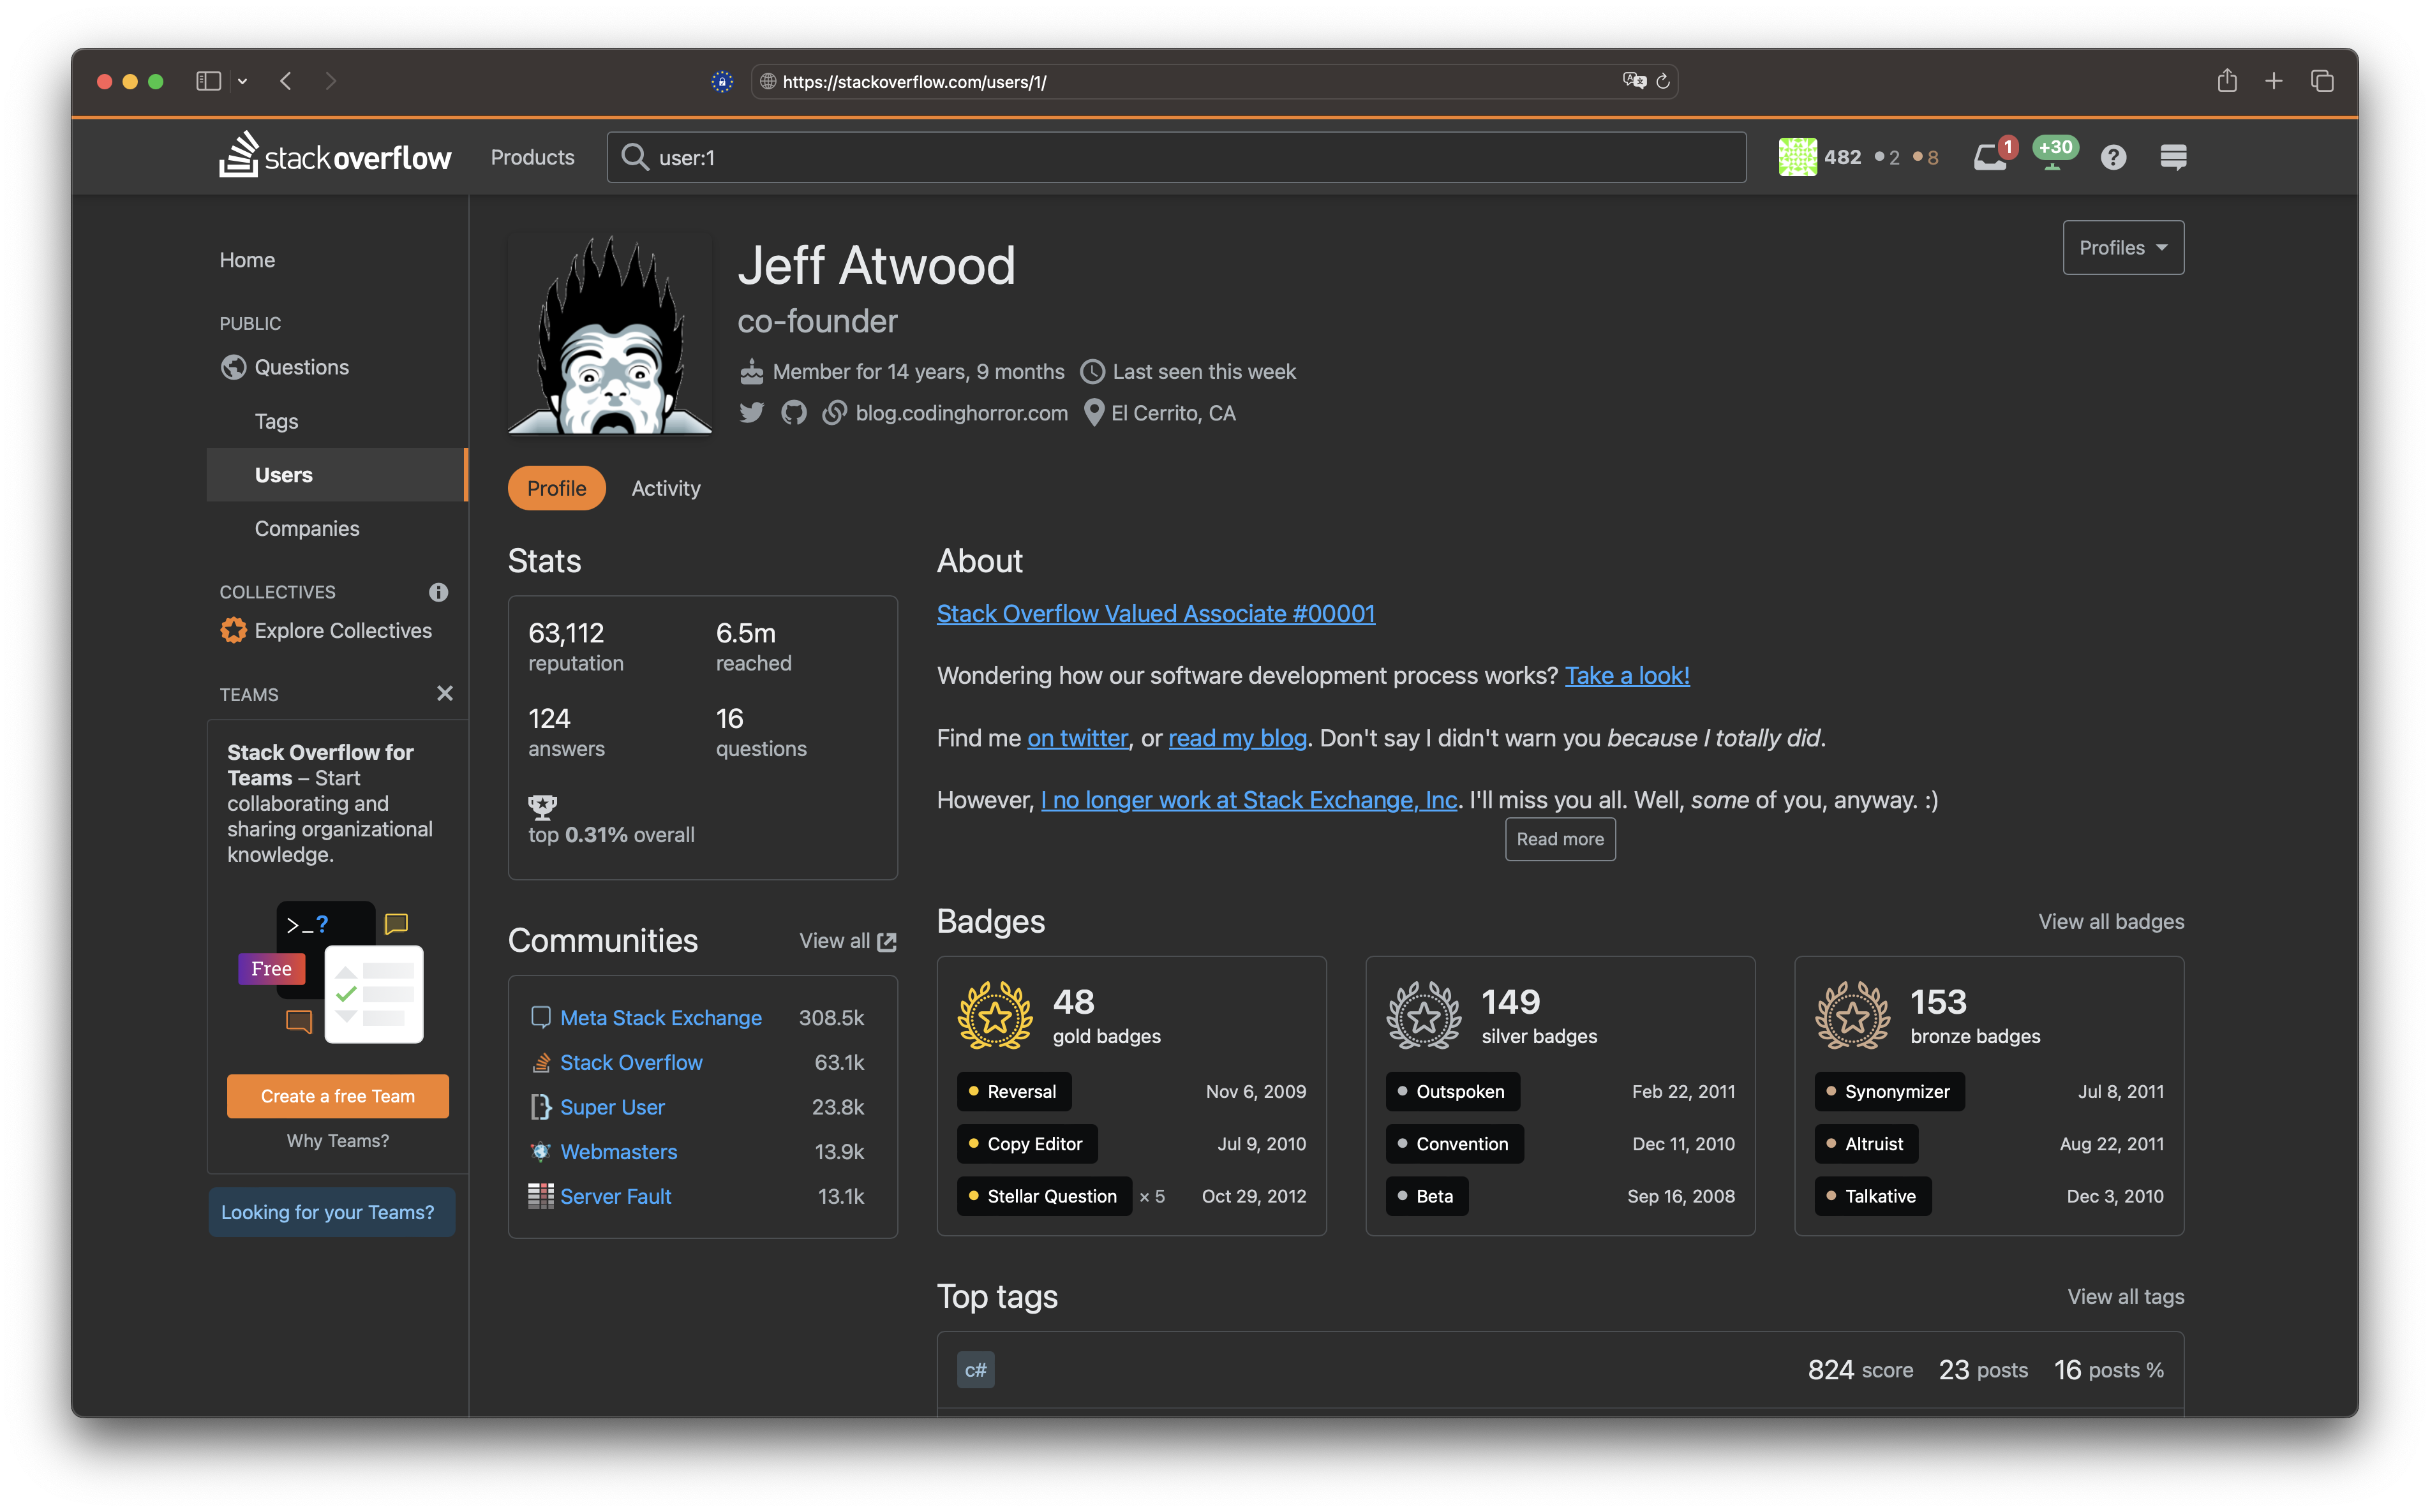 https://stackoverflow.com/users/1/
stack overflow
Products
user:1
482 2 8
1
+30
Home
PUBLIC
Questions
Tags
Users
Companies
COLLECTIVES
Explore Collectives
TEAMS
Stack Overflow for
Teams – Start
collaborating and
sharing organizational
knowledge.
>_?
Free
Create a free Team
Why Teams?
Looking for your Teams?
Jeff Atwood
Profiles
co-founder
Member for 14 years, 9 months Last seen this week
blog.codinghorror.com El Cerrito, CA
Profile Activity
Stats
63,112 6.5m
reputation reached
124 16
answers questions
top 0.31% overall
Communities View all
Meta Stack Exchange 308.5k
Stack Overflow 63.1k
Super User 23.8k
Webmasters 13.9k
Server Fault 13.1k
About
Stack Overflow Valued Associate #00001
Wondering how our software development process works? Take a look!
Find me on twitter, or read my blog. Don't say I didn't warn you because I totally did.
However, I no longer work at Stack Exchange, Inc. I'll miss you all. Well, some of you, anyway. :)
Read more
Badges View all badges
48
gold badges
Reversal Nov 6, 2009
Copy Editor Jul 9, 2010
Stellar Question × 5 Oct 29, 2012
149
silver badges
Outspoken Feb 22, 2011
Convention Dec 11, 2010
Beta Sep 16, 2008
153
bronze badges
Synonymizer Jul 8, 2011
Altruist Aug 22, 2011
Talkative Dec 3, 2010
Top tags View all tags
c# 824 score 23 posts 16 posts %